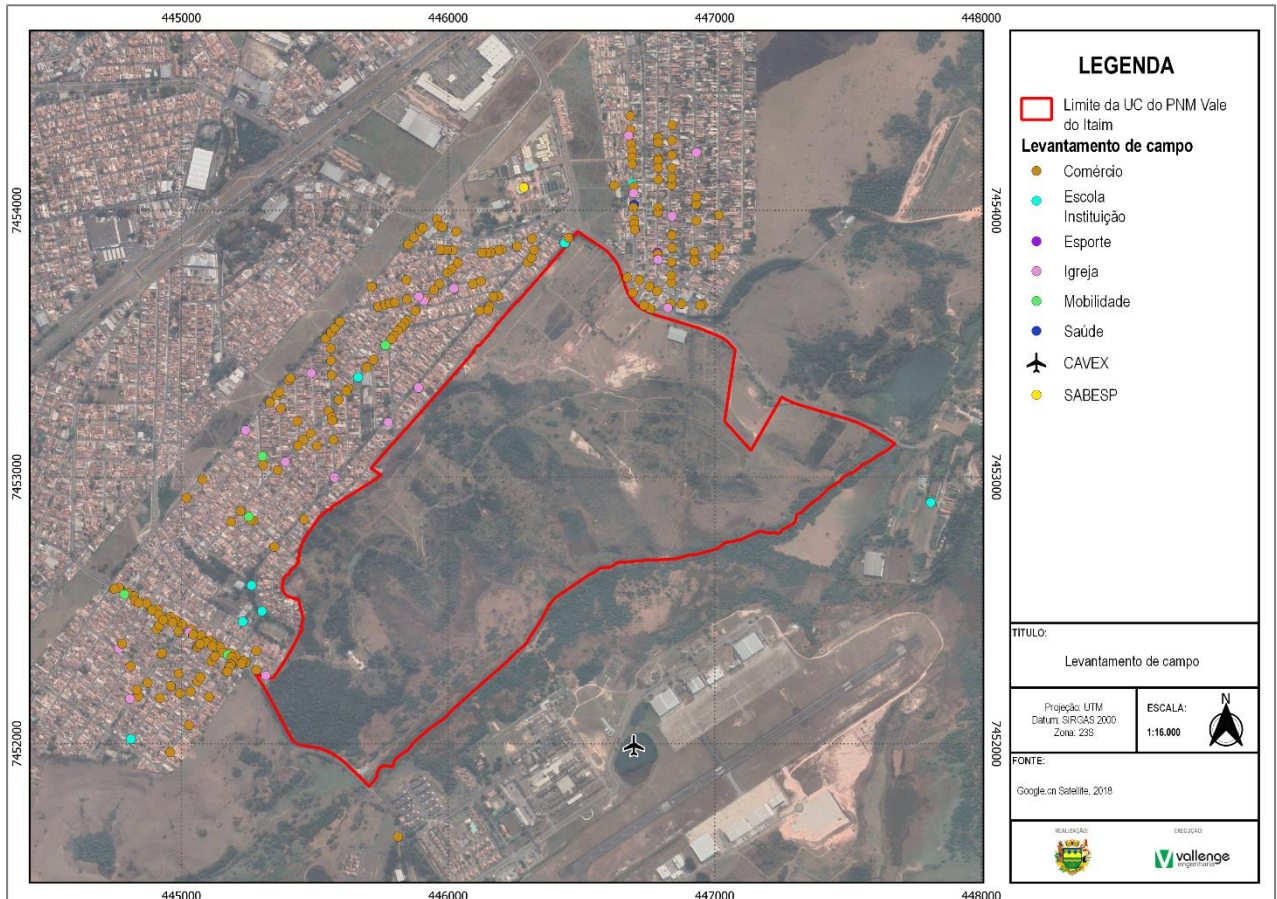 445000 446000 447000 448000
7454000 7454000
7453000 7453000
7452000 7452000
445000 446000 447000 448000
LEGENDA
Limite da UC do PNM Vale
do Itaim
Levantamento de campo
Comércio
Escola
Instituição
Esporte
Igreja
Mobilidade
Saúde
CAVEX
SABESP
TÍTULO:
Levantamento de campo
Projeção: UTM
Datum: SIRGAS 2000
Zona: 23S
ESCALA:
1:16.000
N
FONTE:
Google.cn Satellite, 2018
REALIZAÇÃO:
EXECUÇÃO:
vallenge
engenharia